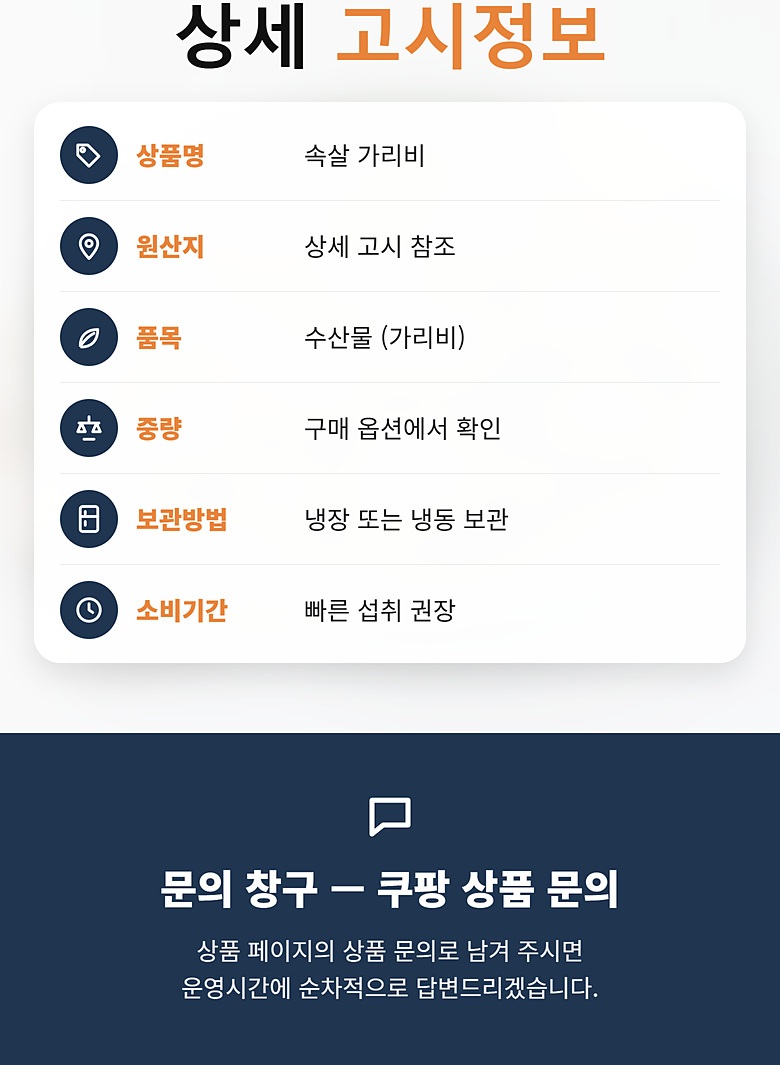 상세 고시정보
상품명 속살 가리비
원산지 상세 고시 참조
품목 수산물 (가리비)
중량 구매 옵션에서 확인
보관방법 냉장 또는 냉동 보관
소비기간 빠른 섭취 권장
문의 창구 — 쿠팡 상품 문의
상품 페이지의 상품 문의로 남겨 주시면
운영시간에 순차적으로 답변드리겠습니다.